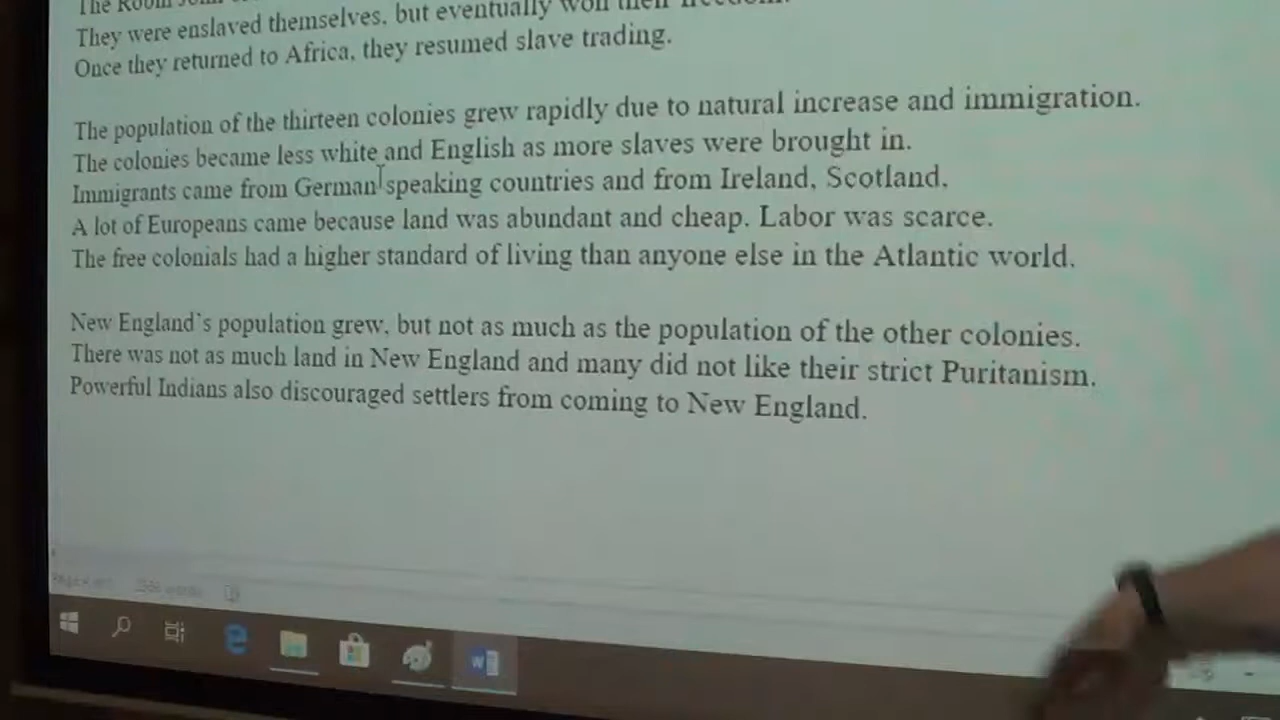 The Robin John
They were enslaved themselves, but eventually won their freedom.
Once they returned to Africa, they resumed slave trading.
The population of the thirteen colonies grew rapidly due to natural increase and immigration.
The colonies became less white and English as more slaves were brought in.
Immigrants came from German speaking countries and from Ireland, Scotland,
A lot of Europeans came because land was abundant and cheap. Labor was scarce.
The free colonials had a higher standard of living than anyone else in the Atlantic world.
New England`s population grew, but not as much as the population of the other colonies.
There was not as much land in New England and many did not like their strict Puritanism.
Powerful Indians also discouraged settlers from coming to New England.